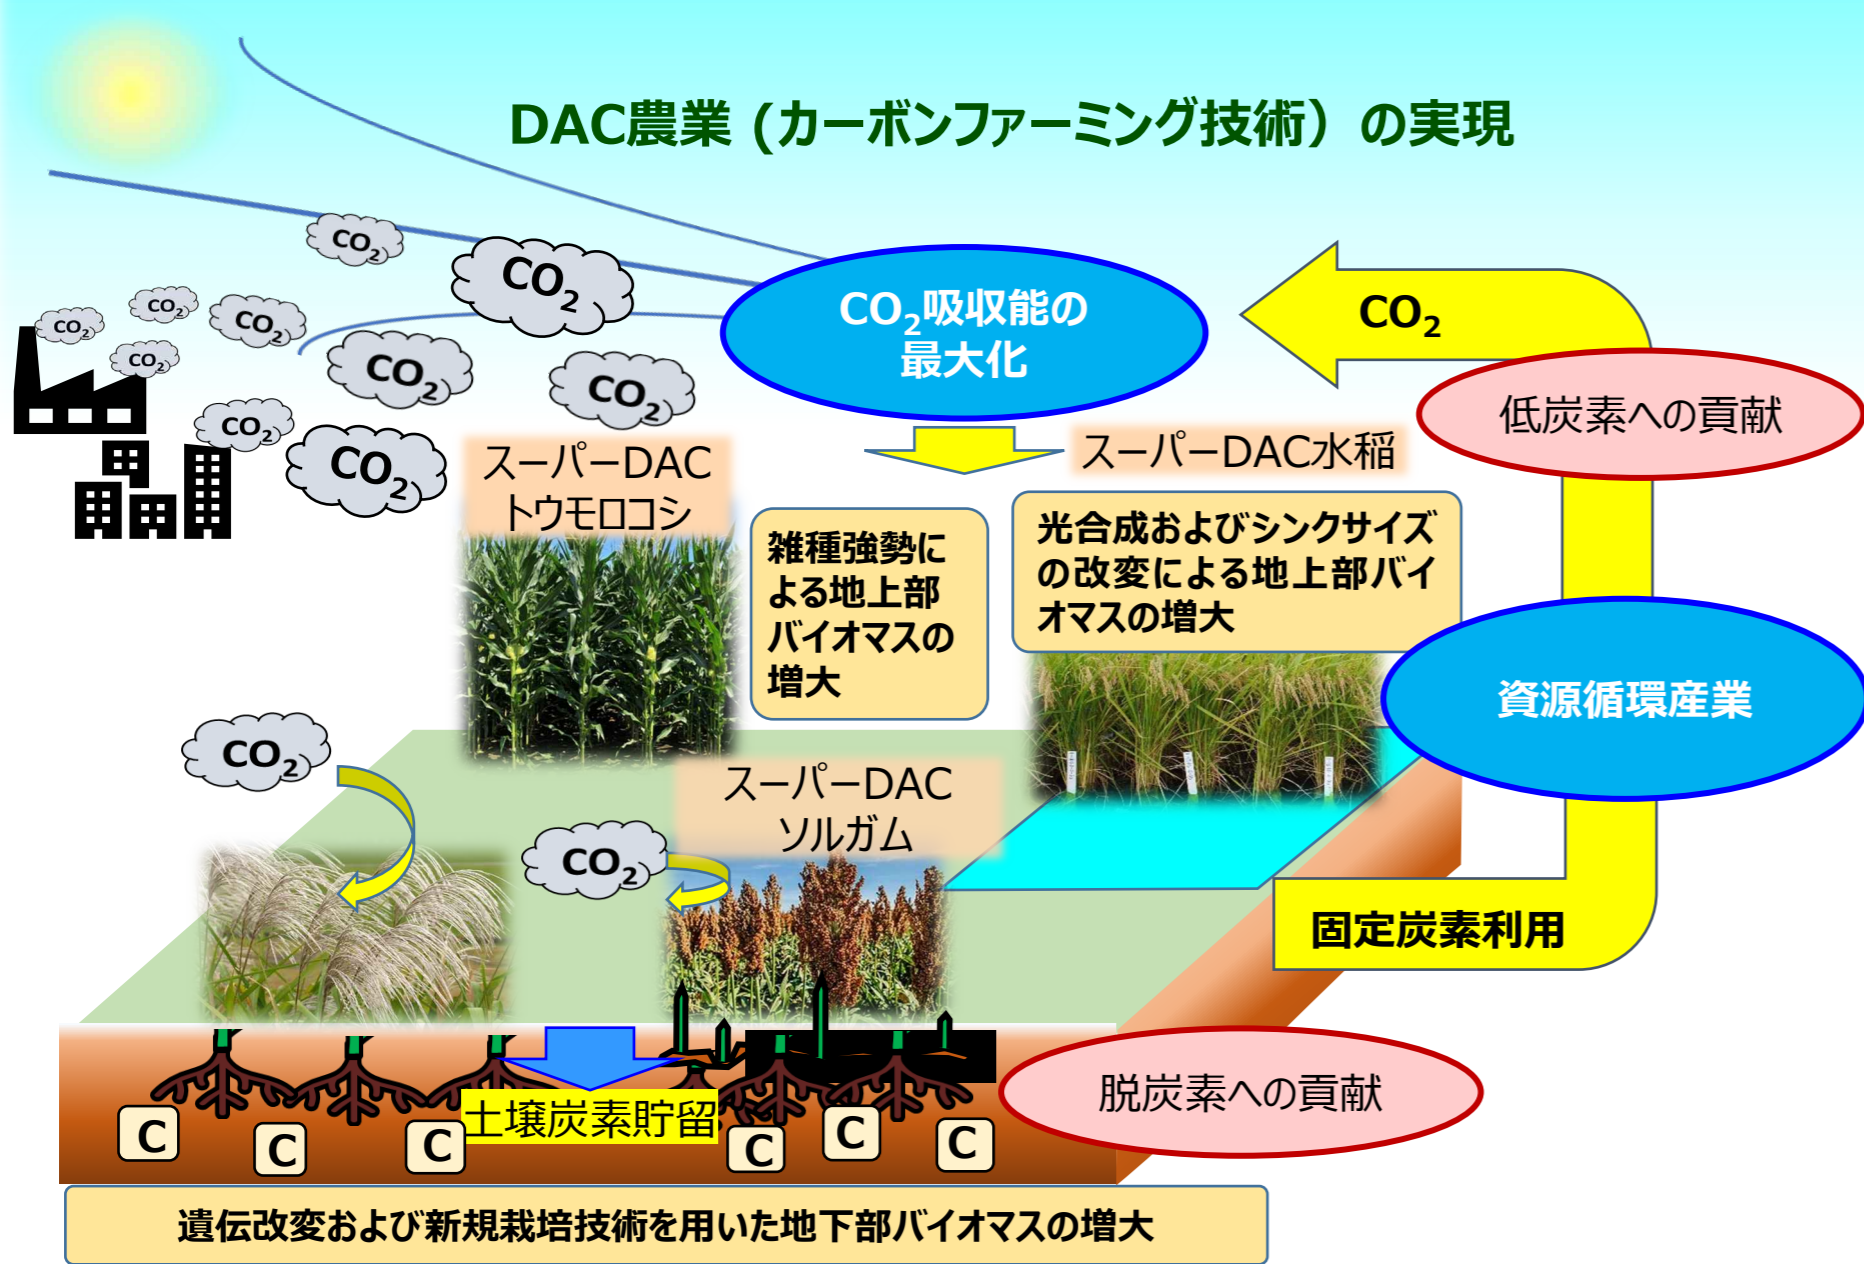 DAC農業 (カーボンファーミング技術）の実現
CO2
CO2
CO2
CO2
CO2
CO2
CO2
CO2
CO2
CO2
CO2
CO2吸収能の
最大化
CO2
低炭素への貢献
スーパーDAC
トウモロコシ
スーパーDAC水稲
雑種強勢に
よる地上部
バイオマスの
増大
光合成およびシンクサイズ
の改変による地上部バイ
オマスの増大
資源循環産業
CO2
スーパーDAC
ソルガム
CO2
固定炭素利用
脱炭素への貢献
土壌炭素貯留
C
C
C
C
C
C
遺伝改変および新規栽培技術を用いた地下部バイオマスの増大